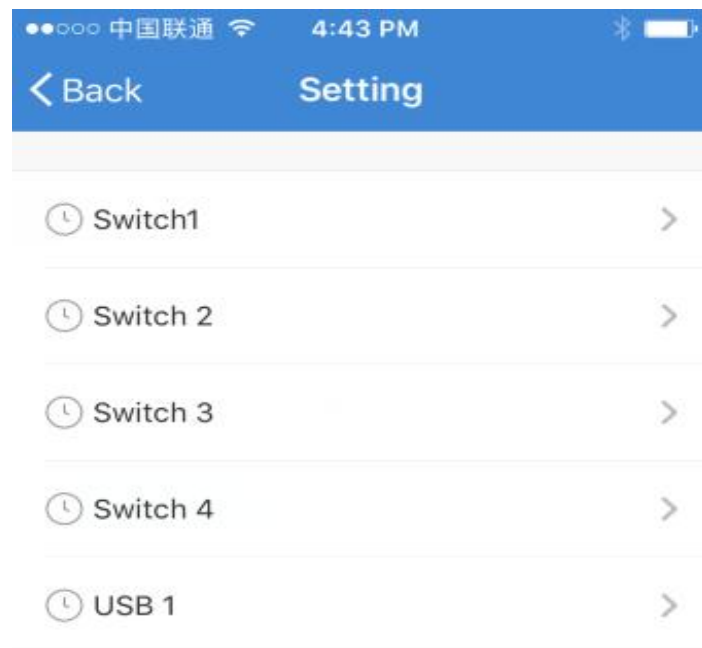 中国联通 4:43 PM
Back Setting
Switch1
Switch 2
Switch 3
Switch 4
USB 1